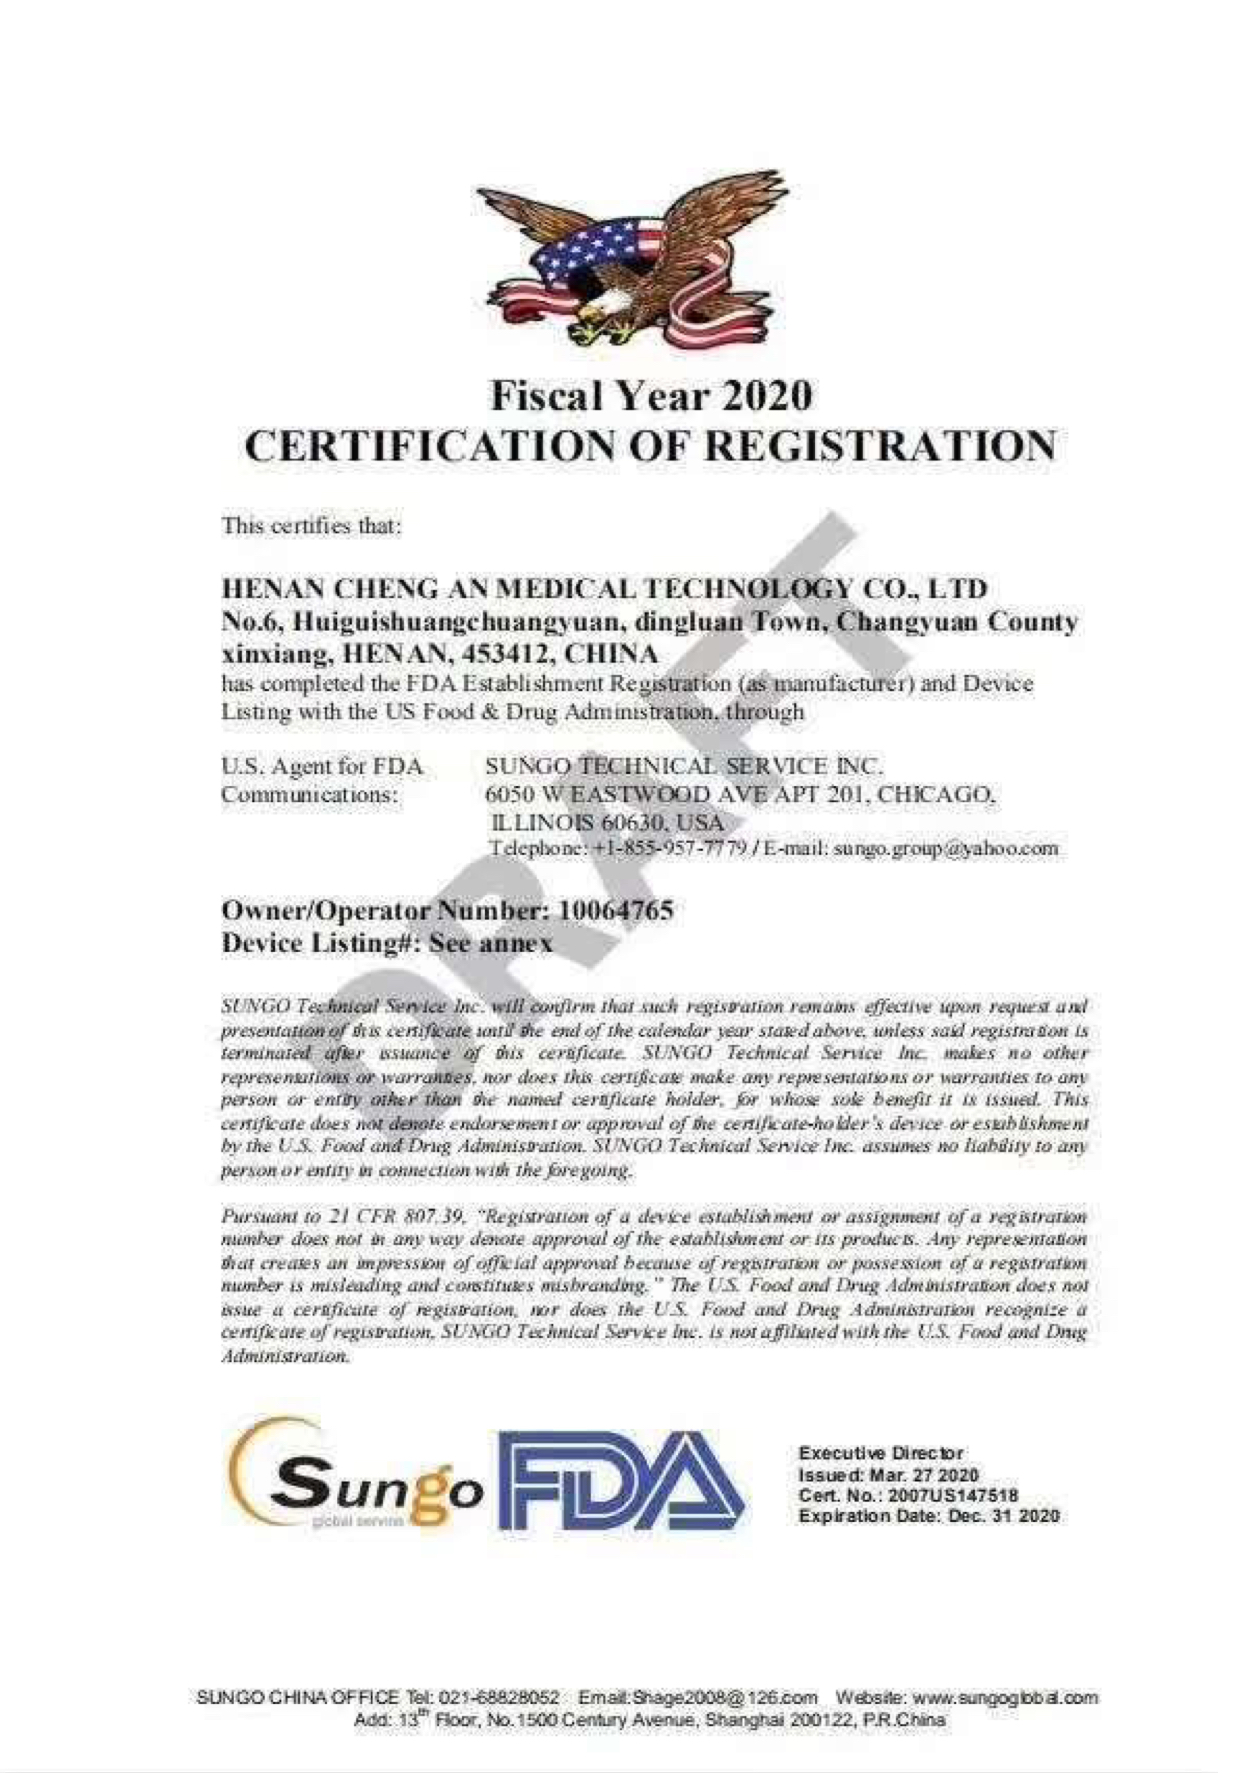 Fiscal Year 2020
CERTIFICATION OF REGISTRATION
This certifies that:
HENAN CHENG AN MEDICAL TECHNOLOGY CO., LTD
No.6, Huiguishuangchuangyuan, dingluan Town, Changyuan County
xinxiang, HENAN, 453412, CHINA
has completed the FDA Establishment Registration (as manufacturer) and Device
Listing with the US Food & Drug Administration, through
U.S. Agent for FDA SUNGO TECHNICAL SERVICE INC.
Communications: 6050 W EASTWOOD AVE APT 201, CHICAGO,
ILLINOIS 60630, USA
Telephone: +1-855-957-7779 / E-mail: sungo.group@yahoo.com
Owner/Operator Number: 10064765
Device Listing#: See annex
DRAFT
SUNGO Technical Service Inc. will confirm that such registration remains effective upon request and
presentation of this certificate until the end of the calendar year stated above, unless said registration is
terminated after issuance of this certificate. SUNGO Technical Service Inc. makes no other
representations or warranties, nor does this certificate make any representations or warranties to any
person or entity other than the named certificate holder, for whose sole benefit it is issued. This
certificate does not denote endorsement or approval of the certificate-holder's device or establishment
by the U.S. Food and Drug Administration. SUNGO Technical Service Inc. assumes no liability to any
person or entity in connection with the foregoing.
Pursuant to 21 CFR 807.39, "Registration of a device establishment or assignment of a registration
number does not in any way denote approval of the establishment or its products. Any representation
that creates an impression of official approval because of registration or possession of a registration
number is misleading and constitutes misbranding." The U.S. Food and Drug Administration does not
issue a certificate of registration, nor does the U.S. Food and Drug Administration recognize a
certificate of registration, SUNGO Technical Service Inc. is not affiliated with the U.S. Food and Drug
Administration.
Sungo
global service
FDA
Executive Director
Issued: Mar. 27 2020
Cert. No.: 2007US147518
Expiration Date: Dec. 31 2020
SUNGO CHINA OFFICE Tel: 021-68828052 Email:Shage2008@126.com Website: www.sungoglobal.com
Add: 13th Floor, No.1500 Century Avenue, Shanghai 200122, P.R.China